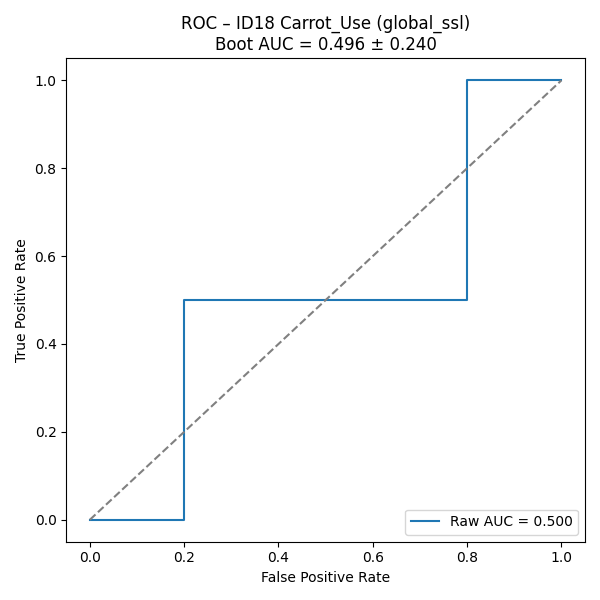 ROC – ID18 Carrot_Use (global_ssl)
Boot AUC = 0.496 ± 0.240
True Positive Rate
1.0
0.8
0.6
0.4
0.2
0.0
Raw AUC = 0.500
0.0 0.2 0.4 0.6 0.8 1.0
False Positive Rate